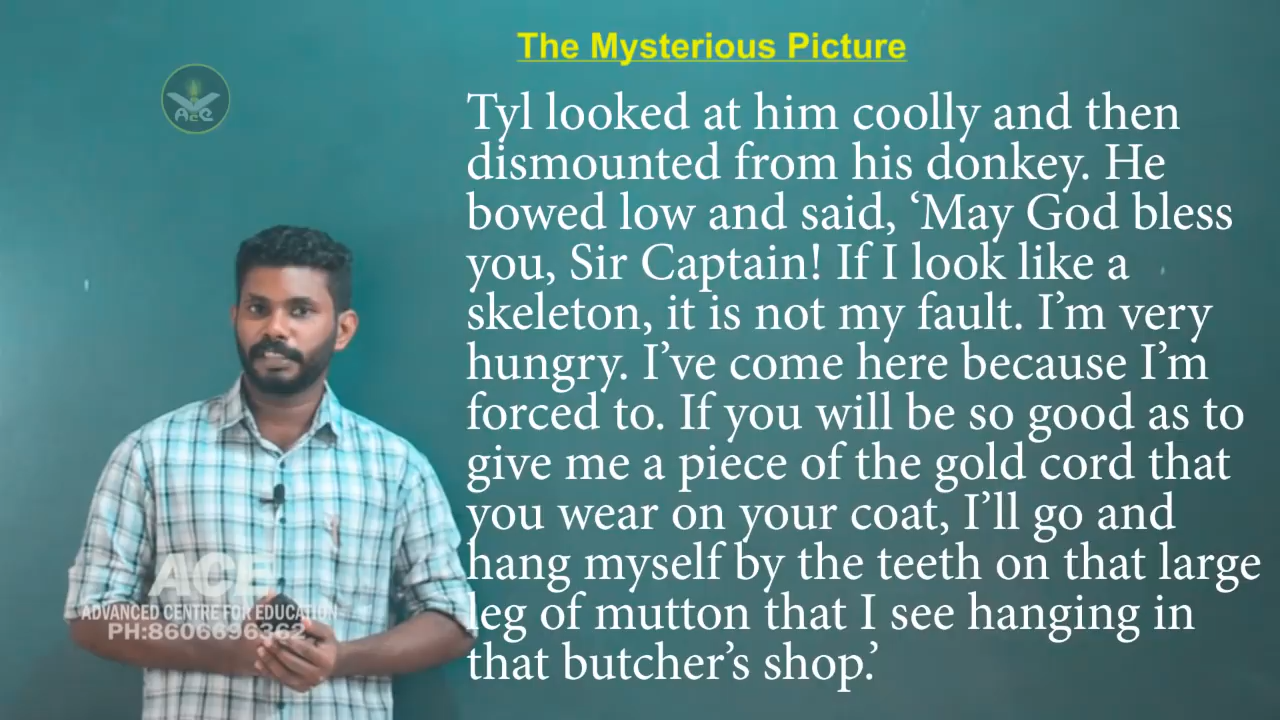 The Mysterious Picture
AcE
Tyl looked at him coolly and then
dismounted from his donkey. He
bowed low and said, ‘May God bless
you, Sir Captain! If I look like a
skeleton, it is not my fault. I’m very
hungry. I’ve come here because I’m
forced to. If you will be so good as to
give me a piece of the gold cord that
you wear on your coat, I’ll go and
hang myself by the teeth on that large
leg of mutton that I see hanging in
that butcher’s shop.’
ACE
ADVANCED CENTRE FOR EDUCATION
PH:8606696362